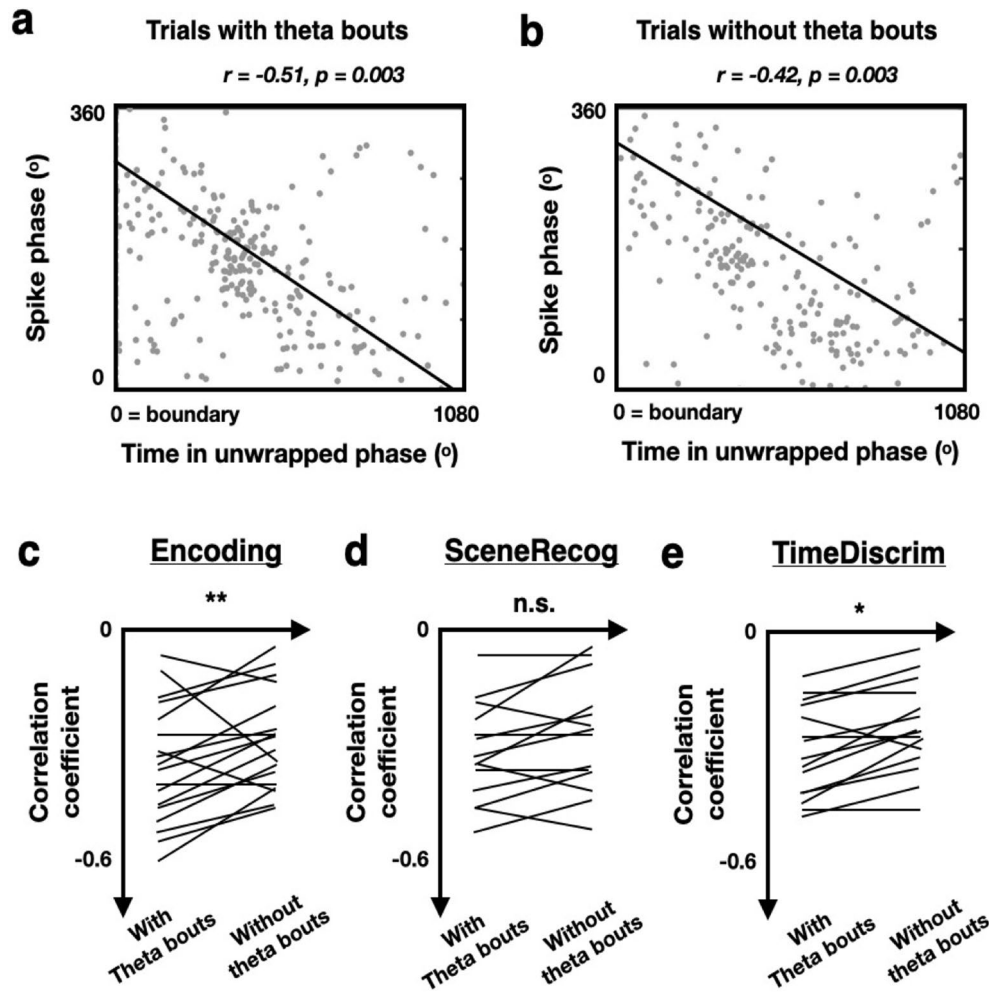 a
Trials with theta bouts
r = -0.51, p = 0.003
360
Spike phase (º)
0
0 = boundary
1080
Time in unwrapped phase (º)
b
Trials without theta bouts
r = -0.42, p = 0.003
360
Spike phase (º)
0
0 = boundary
1080
Time in unwrapped phase (º)
c
Encoding
**
0
Correlation
coefficient
-0.6
With
Theta bouts
Without
theta bouts
d
SceneRecog
n.s.
0
Correlation
coefficient
-0.6
With
Theta bouts
Without
theta bouts
e
TimeDiscrim
*
0
Correlation
coefficient
-0.6
With
Theta bouts
Without
theta bouts